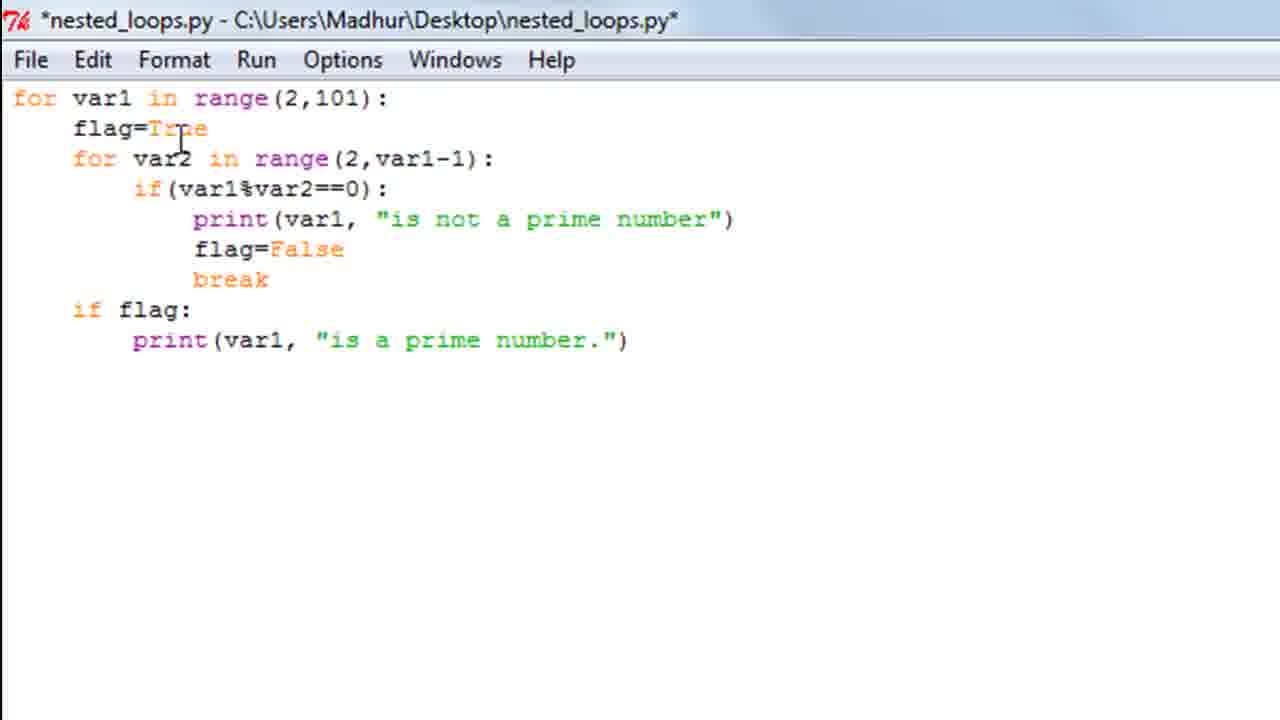 *nested_loops.py - C:\Users\Madhur\Desktop\nested_loops.py*
File Edit Format Run Options Windows Help
for var1 in range(2,101):
    flag=True
    for var2 in range(2,var1-1):
        if(var1%var2==0):
            print(var1, "is not a prime number")
            flag=False
            break
    if flag:
        print(var1, "is a prime number.")